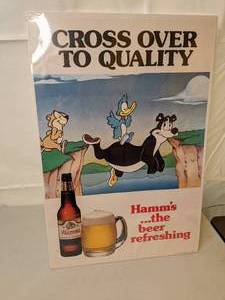 CROSS OVER
TO QUALITY
Hamm's
...the
beer
refreshing